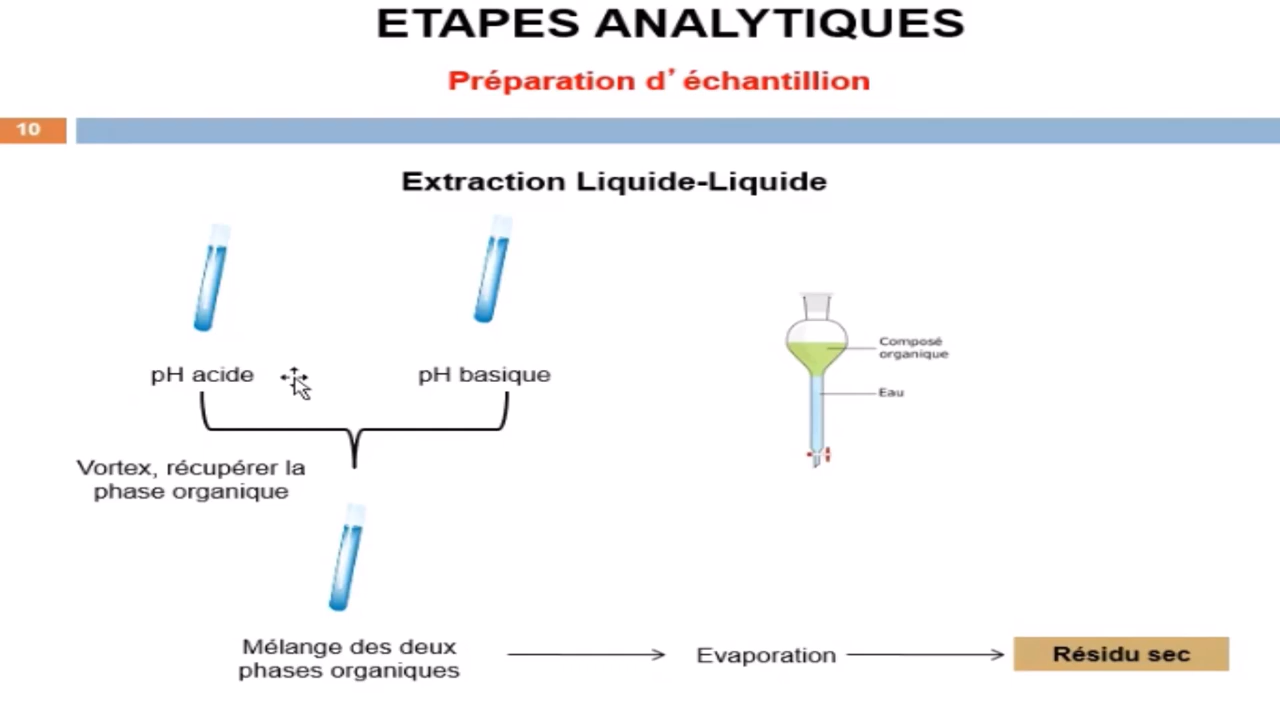 ETAPES ANALYTIQUES
Préparation d’échantillion
10
Extraction Liquide-Liquide
pH acide
pH basique
Composé
organique
Eau
Vortex, récupérer la
phase organique
Mélange des deux
phases organiques
Evaporation
Résidu sec